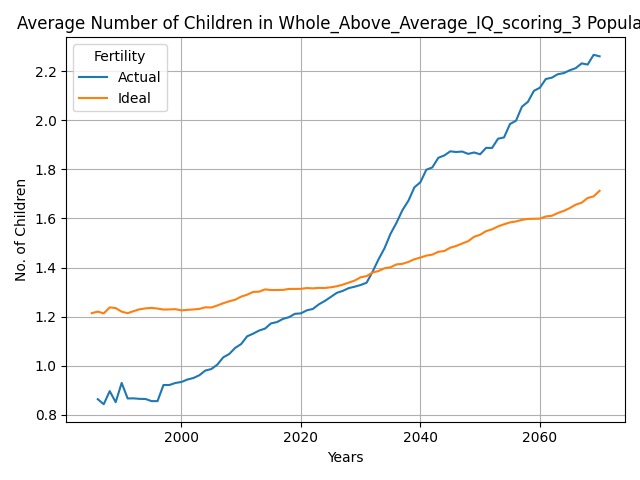 Average Number of Children in Whole_Above_Average_IQ_scoring_3 Popula
Fertility
Actual
Ideal
No. of Children
2.2
2.0
1.8
1.6
1.4
1.2
1.0
0.8
2000 2020 2040 2060
Years